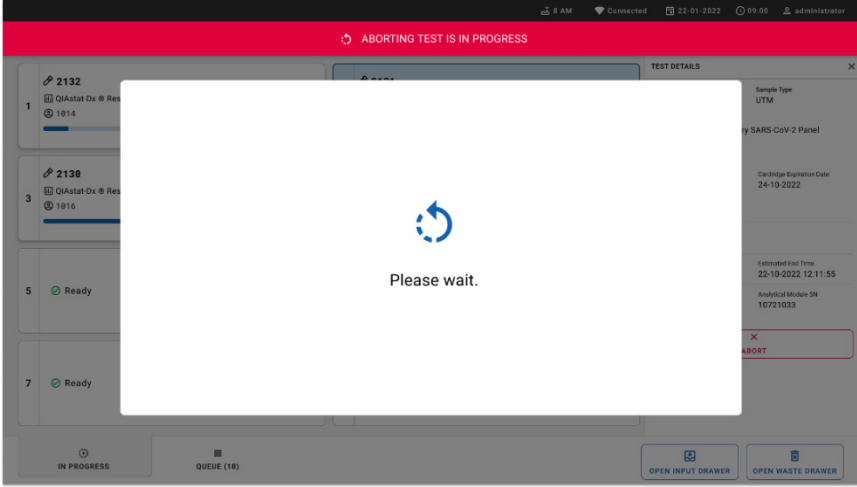 8 AM Connected 22-01-2022 09:00 administrator
ABORTING TEST IS IN PROGRESS
TEST DETAILS
1
2132
QIAstat-Dx ® Res
1014
Sample Type
UTM
ry SARS-CoV-2 Panel
3
2130
QIAstat-Dx ® Res
1016
Cardridge Expiration Date
24-10-2022
Please wait.
5
Ready
Estimated End Time
22-10-2022 12:11:55
Analytical Module SN
10721033
ABORT
7
Ready
IN PROGRESS
QUEUE (18)
OPEN INPUT DRAWER
OPEN WASTE DRAWER